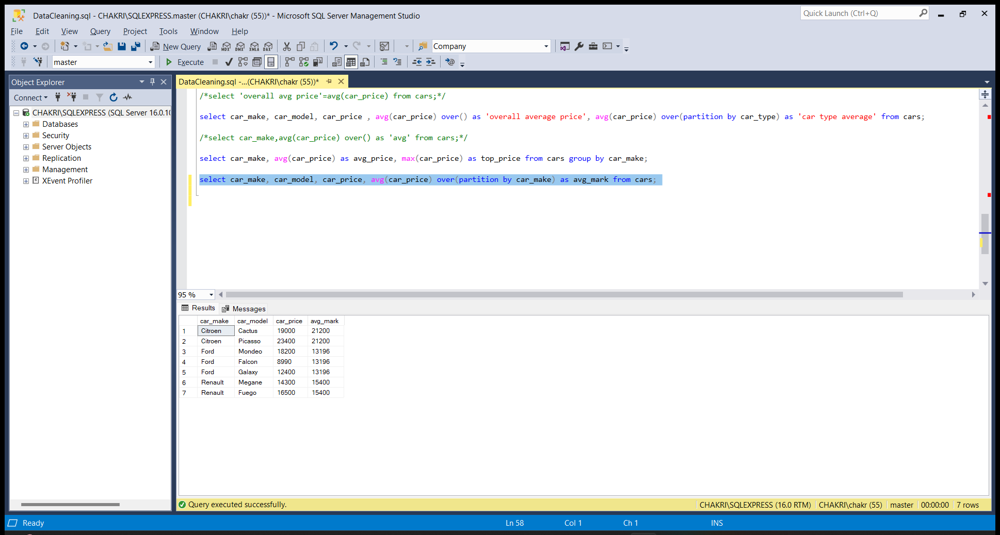 DataCleaning.sql - CHAKRI\SQLEXPRESS.master (CHAKRI\chakr (55))* - Microsoft SQL Server Management Studio
Quick Launch (Ctrl+Q)
File Edit View Query Project Tools Window Help
New Query MDX DMX XMLA DAX Company
master Execute
Object Explorer
Connect
CHAKRI\SQLEXPRESS (SQL Server 16.0.10
Databases
Security
Server Objects
Replication
Management
XEvent Profiler
DataCleaning.sql -...(CHAKRI\chakr (55))*
/*select 'overall avg price'=avg(car_price) from cars;*/
select car_make, car_model, car_price , avg(car_price) over() as 'overall average price', avg(car_price) over(partition by car_type) as 'car type average' from cars;
/*select car_make,avg(car_price) over() as 'avg' from cars;*/
select car_make, avg(car_price) as avg_price, max(car_price) as top_price from cars group by car_make;
select car_make, car_model, car_price, avg(car_price) over(partition by car_make) as avg_mark from cars;
95 %
Results Messages
car_make car_model car_price avg_mark
1 Citroen Cactus 19000 21200
2 Citroen Picasso 23400 21200
3 Ford Mondeo 18200 13196
4 Ford Falcon 8990 13196
5 Ford Galaxy 12400 13196
6 Renault Megane 14300 15400
7 Renault Fuego 16500 15400
Query executed successfully.
CHAKRI\SQLEXPRESS (16.0 RTM) CHAKRI\chakr (55) master 00:00:00 7 rows
Ready Ln 58 Col 1 Ch 1 INS